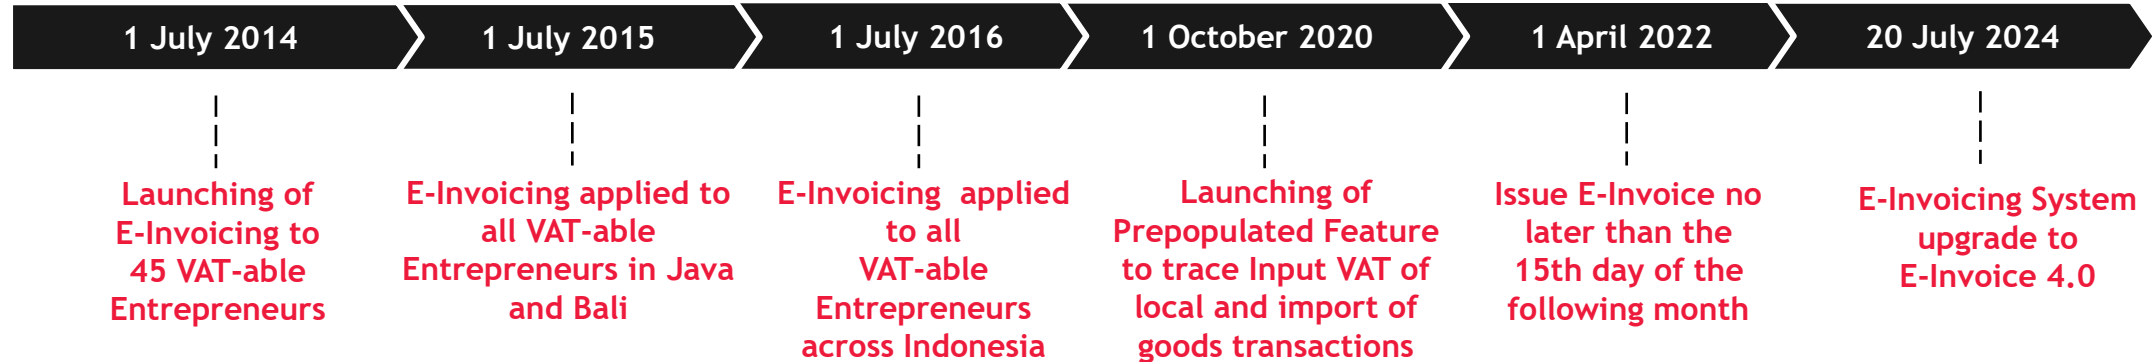 1 July 2014
Launching of
E-Invoicing to
45 VAT-able
Entrepreneurs
1 July 2015
E-Invoicing applied to
all VAT-able
Entrepreneurs in Java
and Bali
1 July 2016
E-Invoicing  applied
to all
VAT-able
Entrepreneurs
across Indonesia
1 October 2020
Launching of
Prepopulated Feature
to trace Input VAT of
local and import of
goods transactions
1 April 2022
Issue E-Invoice no
later than the
15th day of the
following month
20 July 2024
E-Invoicing System
upgrade to
E-Invoice 4.0